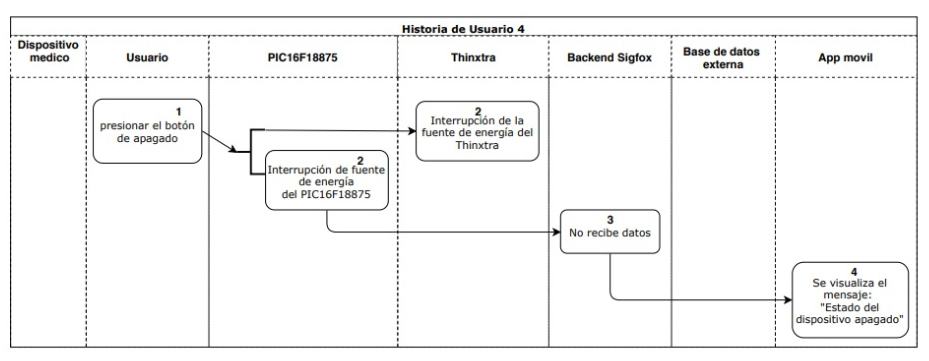 Historia de Usuario 4
Dispositivo
medico
Usuario
PIC16F18875
Thinxtra
Backend Sigfox
Base de datos
externa
App movil
1
presionar el botón
de apagado
2
Interrupción de fuente
de energía
del PIC16F18875
2
Interrupción de la
fuente de energía del
Thinxtra
3
No recibe datos
4
Se visualiza el
mensaje:
"Estado del
dispositivo apagado"